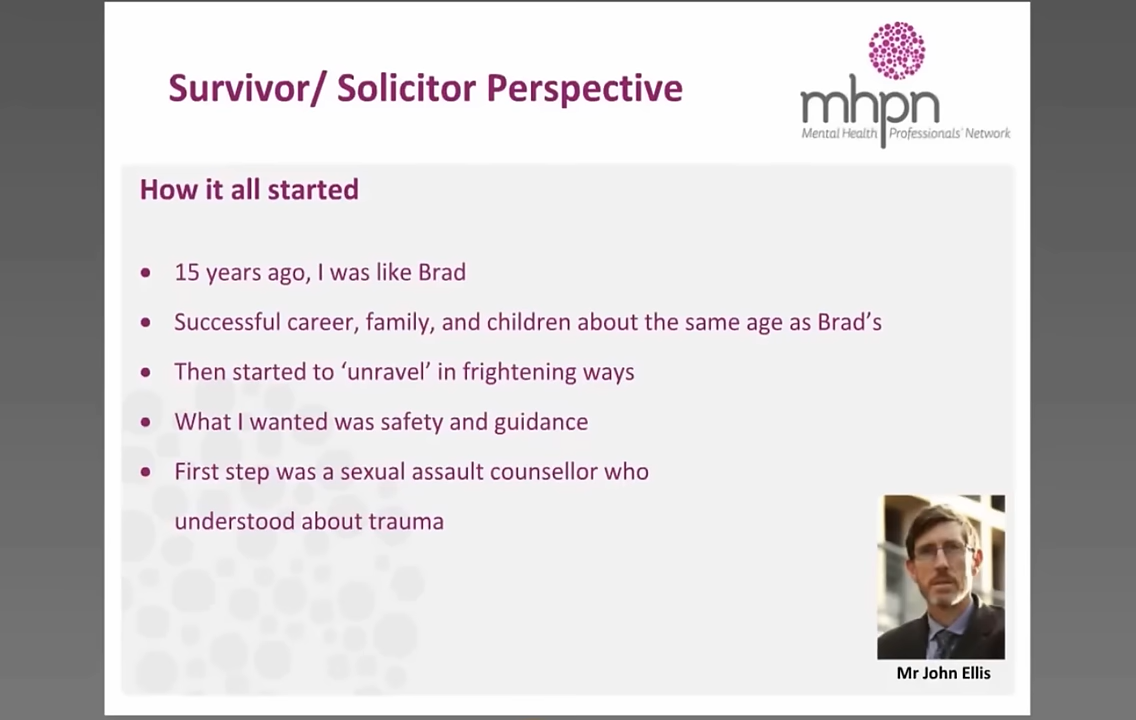 Survivor/ Solicitor Perspective
mhpn
Mental Health Professionals' Network
How it all started
• 15 years ago, I was like Brad
• Successful career, family, and children about the same age as Brad’s
• Then started to ‘unravel’ in frightening ways
• What I wanted was safety and guidance
• First step was a sexual assault counsellor who
understood about trauma
Mr John Ellis